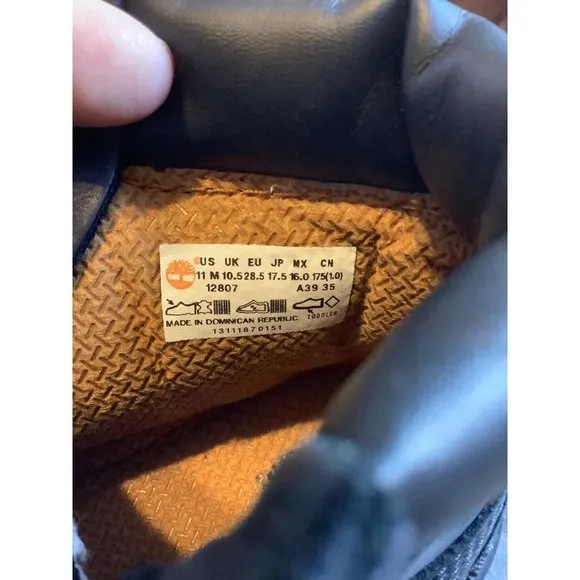 US UK EU JP MX CN
11 M 10.5 28.5 17.5 16.0 175(1.0)
12807 A39 35
MADE IN DOMINICAN REPUBLIC TODDLER
13111870151